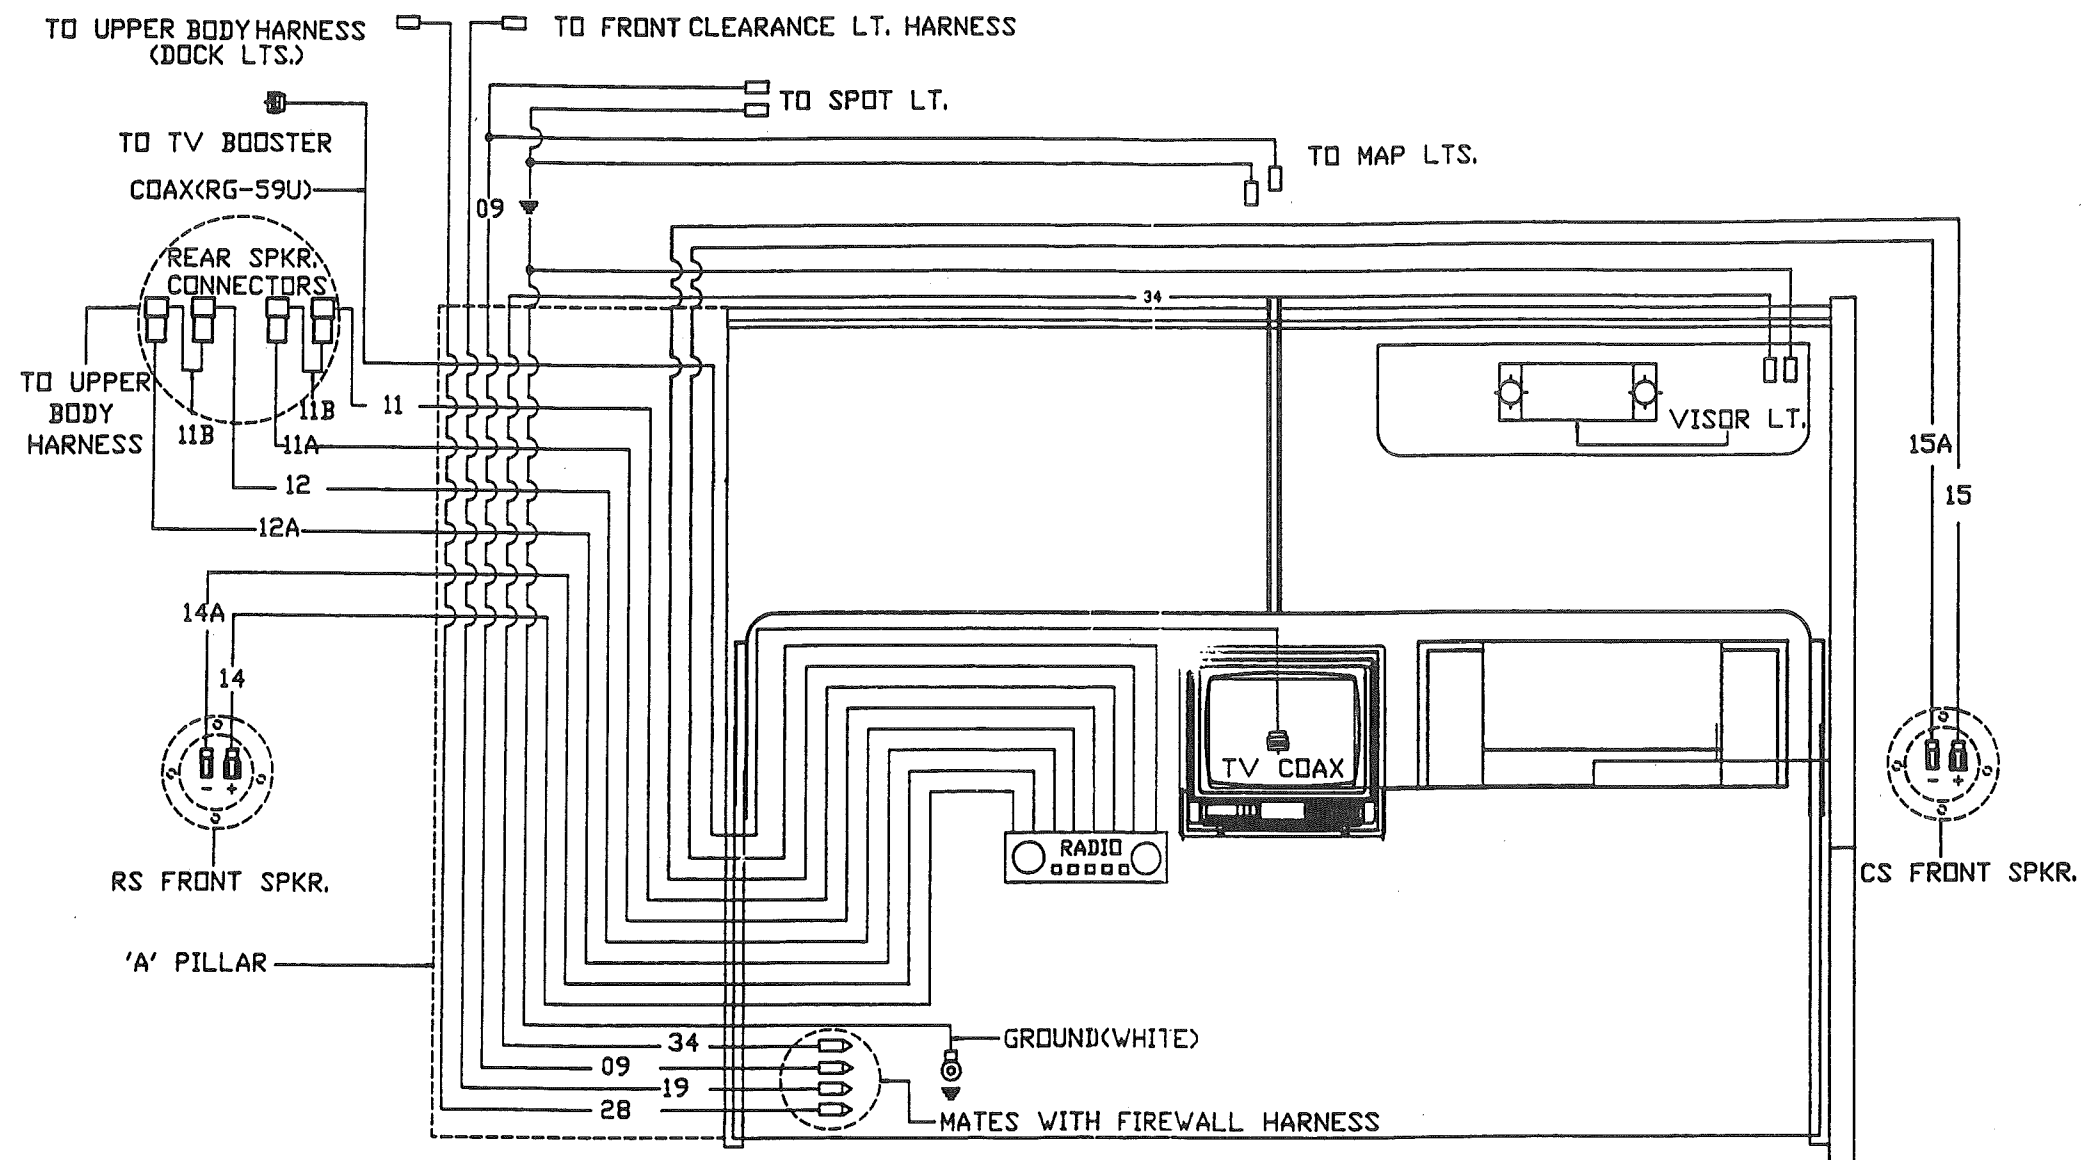 TO UPPER BODY HARNESS
(DOCK LTS.)
TO FRONT CLEARANCE LT. HARNESS
TO SPOT LT.
TO TV BOOSTER
TO MAP LTS.
COAX(RG-59U)
09
REAR SPKR.
CONNECTORS
34
TO UPPER
BODY
HARNESS
11B
11B
11
11A
VISOR LT.
15A
12
15
12A
14A
14
TV COAX
- +
- +
RADIO
RS FRONT SPKR.
CS FRONT SPKR.
'A' PILLAR
GROUND(WHITE)
34
09
19
28
MATES WITH FIREWALL HARNESS